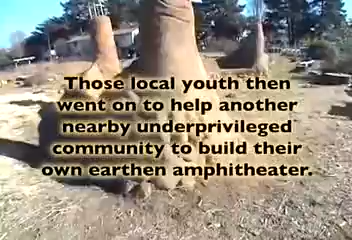 Those local youth then
went on to help another
nearby underprivileged
community to build their
own earthen amphitheater.